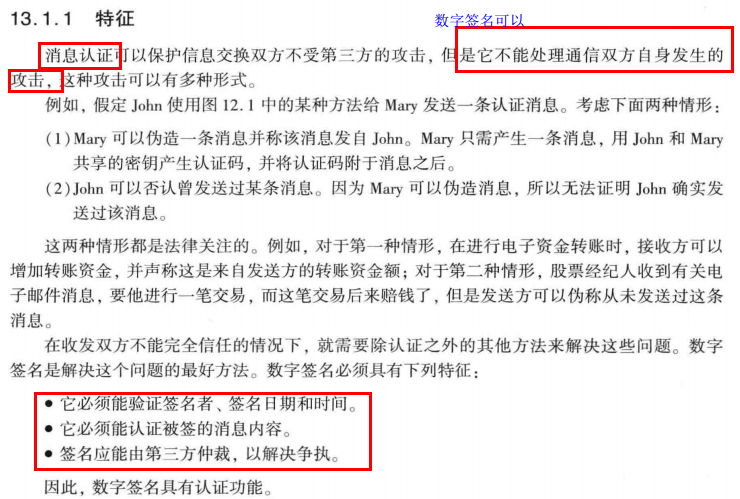 13.1.1 特征
数字签名可以
消息认证可以保护信息交换双方不受第三方的攻击，但是它不能处理通信双方自身发生的
攻击，这种攻击可以有多种形式。
例如，假定 John 使用图 12.1 中的某种方法给 Mary 发送一条认证消息。考虑下面两种情形：
(1) Mary 可以伪造一条消息并称该消息发自 John。Mary 只需产生一条消息，用 John 和 Mary
共享的密钥产生认证码，并将认证码附于消息之后。
(2) John 可以否认曾发送过某条消息。因为 Mary 可以伪造消息，所以无法证明 John 确实发
送过该消息。
这两种情形都是法律关注的。例如，对于第一种情形，在进行电子资金转账时，接收方可以
增加转账资金，并声称这是来自发送方的转账资金额；对于第二种情形，股票经纪人收到有关电
子邮件消息，要他进行一笔交易，而这笔交易后来赔钱了，但是发送方可以伪称从未发送过这条
消息。
在收发双方不能完全信任的情况下，就需要除认证之外的其他方法来解决这些问题。数字
签名是解决这个问题的最好方法。数字签名必须具有下列特征：
● 它必须能验证签名者、签名日期和时间。
● 它必须能认证被签的消息内容。
● 签名应能由第三方仲裁，以解决争执。
因此，数字签名具有认证功能。